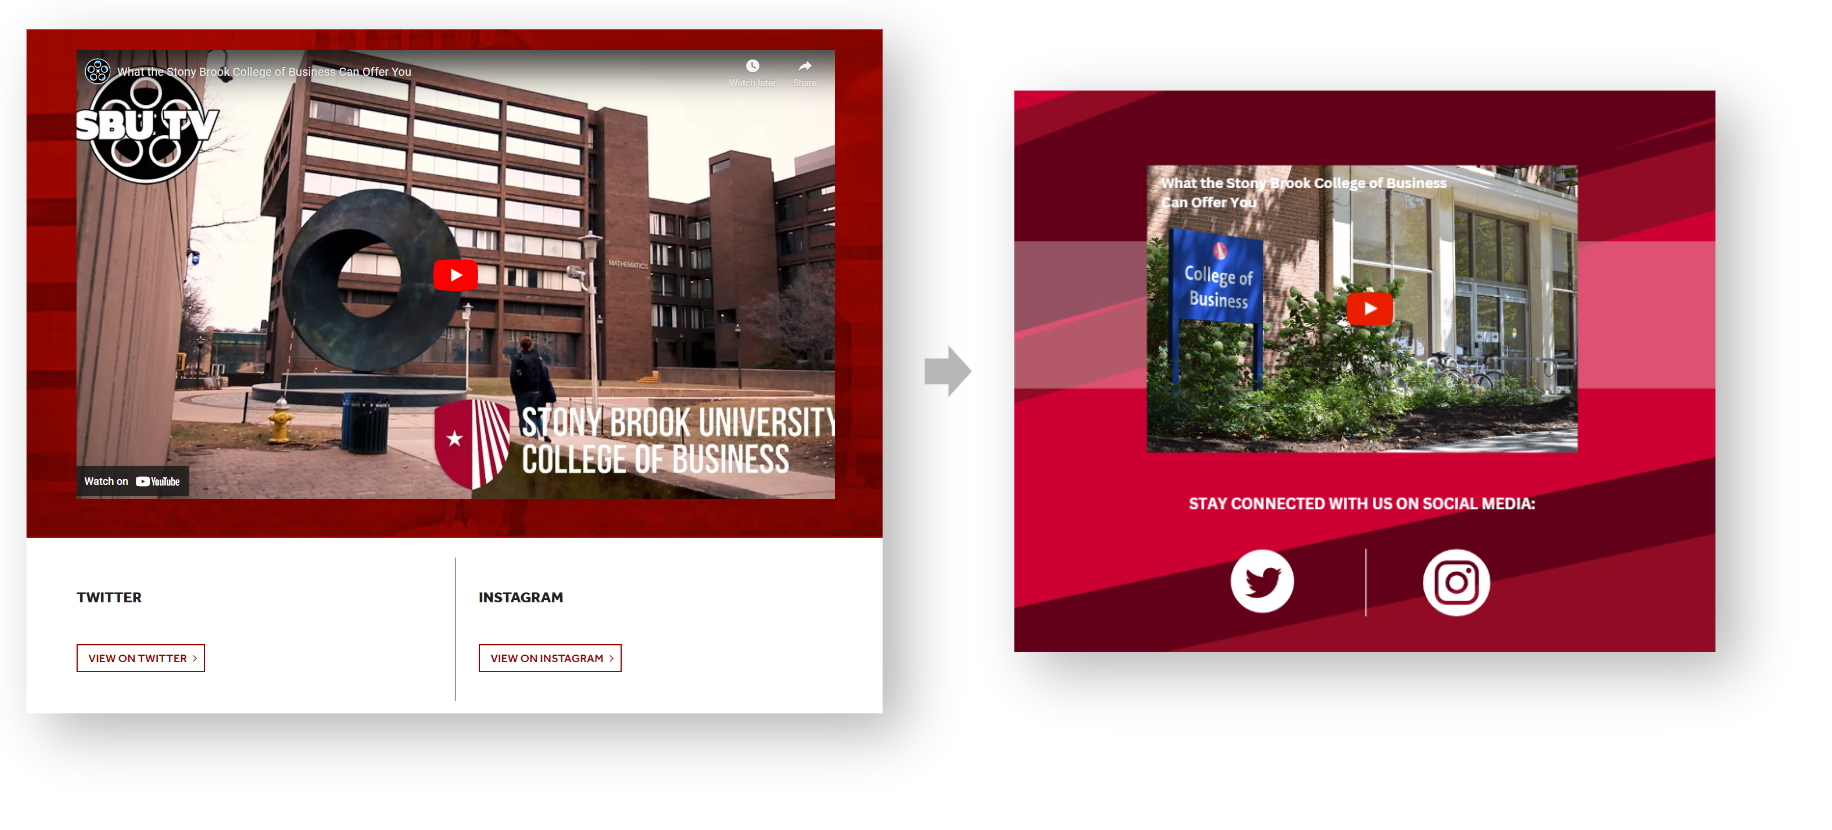 What the Stony Brook College of Business Can Offer You
Watch later
Share
SBU TV
MATHEMATICS
STONY BROOK UNIVERSITY
COLLEGE OF BUSINESS
Watch on YouTube
TWITTER
VIEW ON TWITTER >
INSTAGRAM
VIEW ON INSTAGRAM >
What the Stony Brook College of Business
Can Offer You
College of
Business
STAY CONNECTED WITH US ON SOCIAL MEDIA: